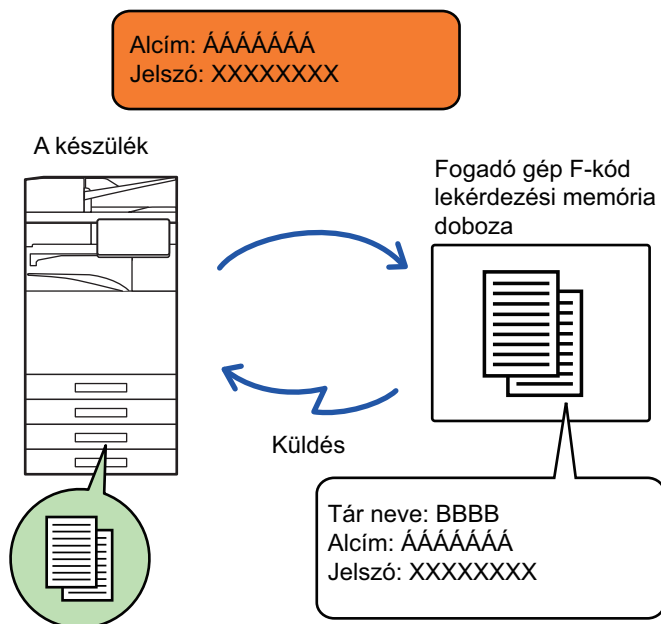 Alcím: ÁÁÁÁÁÁÁ
Jelszó: XXXXXXXX
A készülék
Fogadó gép F-kód
lekérdezési memória
doboza
Küldés
Tár neve: BBBB
Alcím: ÁÁÁÁÁÁÁ
Jelszó: XXXXXXXX